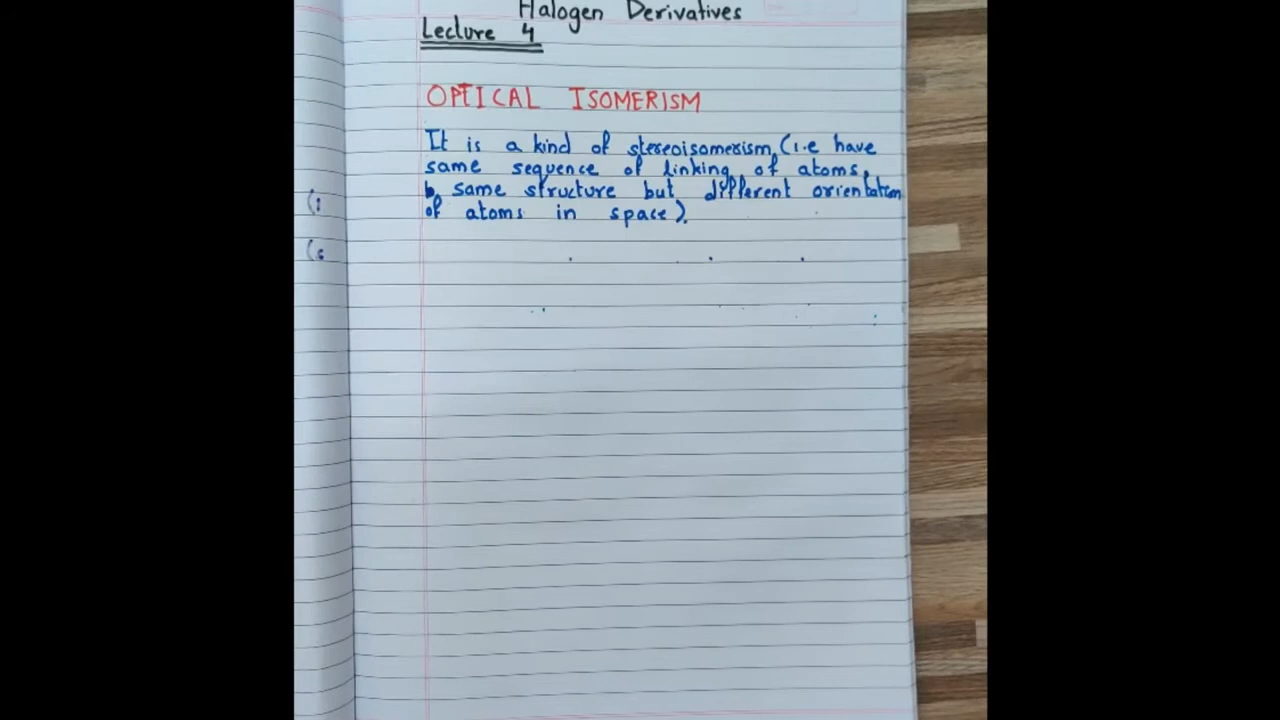 Halogen Derivatives
Lecture 4
OPTICAL ISOMERISM
It is a kind of stereoisomerism, (i.e have
same sequence of linking of atoms,
same structure but different orientation
of atoms in space).